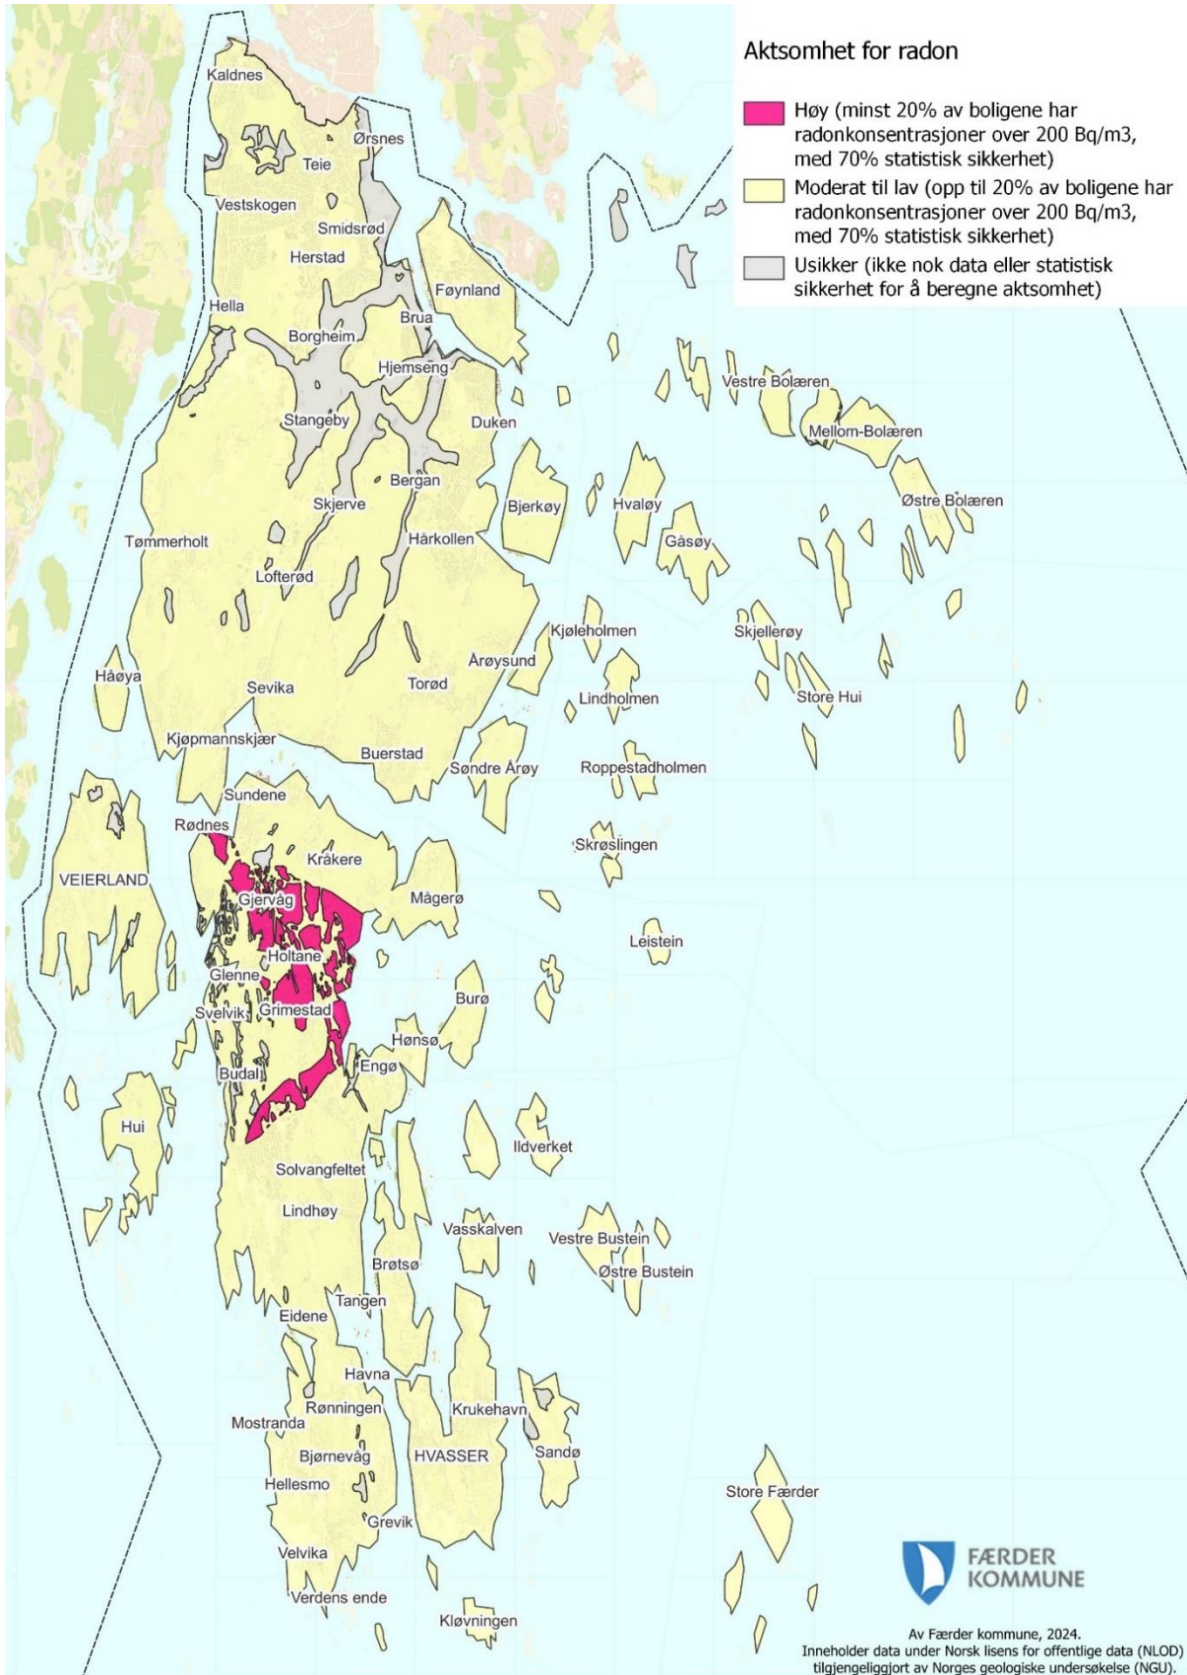 Aktsomhet for radon
Høy (minst 20% av boligene har
radonkonsentrasjoner over 200 Bq/m3,
med 70% statistisk sikkerhet)
Moderat til lav (opp til 20% av boligene har
radonkonsentrasjoner over 200 Bq/m3,
med 70% statistisk sikkerhet)
Usikker (ikke nok data eller statistisk
sikkerhet for å beregne aktsomhet)
Kaldnes
Ørsnes
Teie
Vestskogen
Smidsrød
Herstad
Føynland
Hella
Brua
Borgheim
Hjemseng
Vestre Bolæren
Stangeby
Duken
Mellom-Bolæren
Bergan
Skjerve
Bjerkøy
Hvaløy
Østre Bolæren
Tømmerholt
Hårkollen
Gåsøy
Lofterød
Kjøleholmen
Skjellerøy
Årøysund
Håøya
Sevika
Torød
Lindholmen
Store Hui
Kjøpmannskjær
Buerstad
Søndre Årøy
Roppestadholmen
Sundene
Rødnes
Skrøslingen
Kråkere
VEIERLAND
Gjervåg
Mågerø
Leistein
Holtane
Glenne
Burø
Svelvik
Grimestad
Hønsø
Engø
Budal
Hui
Ildverket
Solvangfeltet
Lindhøy
Vasskalven
Vestre Bustein
Brøtsø
Østre Bustein
Tangen
Eidene
Havna
Rønningen
Krukehavn
Mostranda
Bjørnevåg
HVASSER
Sandø
Hellesmo
Store Færder
Grevik
Velvika
Verdens ende
Kløvningen
FÆRDER
KOMMUNE
Av Færder kommune, 2024.
Inneholder data under Norsk lisens for offentlige data (NLOD)
tilgjengeliggjort av Norges geologiske undersøkelse (NGU).